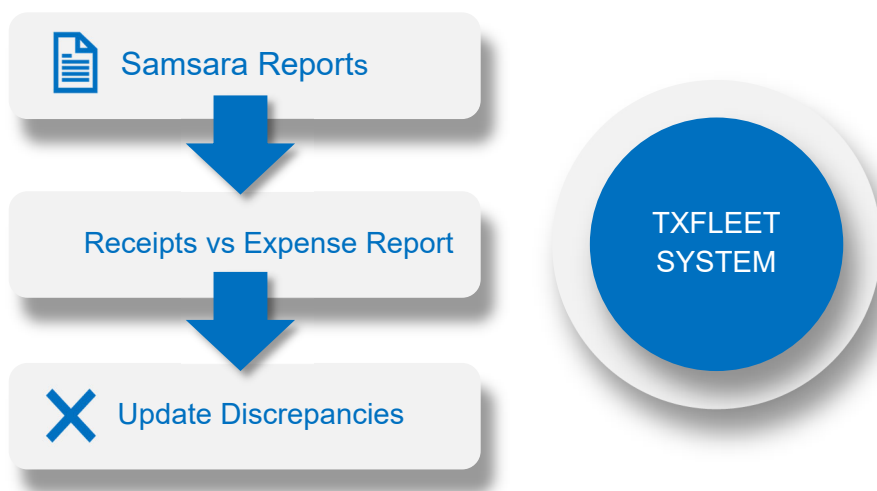 Samsara Reports
Receipts vs Expense Report
Update Discrepancies
TXFLEET
SYSTEM